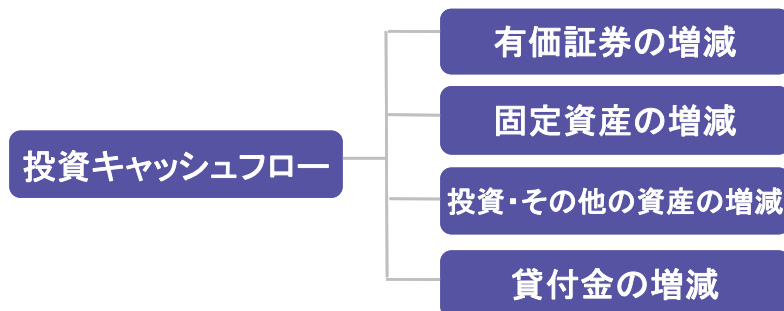 有価証券の増減
固定資産の増減
投資キャッシュフロー
投資・その他の資産の増減
貸付金の増減